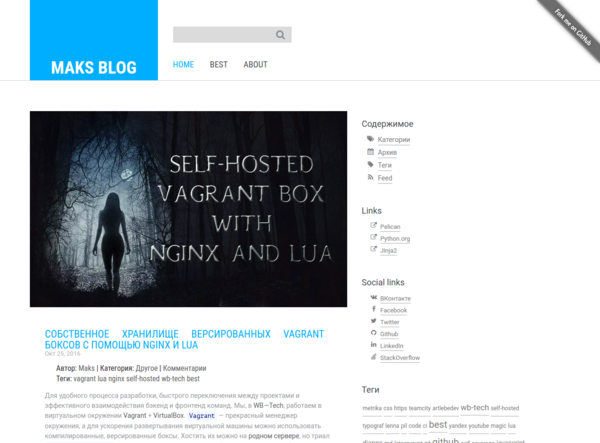 Fork me on GitHub
MAKS BLOG
HOME BEST ABOUT
SELF-HOSTED
VAGRANT BOX
WITH
NGINX AND LUA
СОБСТВЕННОЕ ХРАНИЛИЩЕ ВЕРСИРОВАННЫХ VAGRANT
БОКСОВ С ПОМОЩЬЮ NGINX И LUA
Окт 25, 2016
Автор: Maks | Категория: Другое | Комментарии
Теги: vagrant lua nginx self-hosted wb-tech best
Для удобного процесса разработки, быстрого переключения между проектами и
эффективного взаимодействия бэкенд и фронтенд команд. Мы, в WB—Tech, работаем в
виртуальном окружении Vagrant + VirtualBox. Vagrant — прекрасный менеджер
окружения, а для ускорения развертывания виртуальной машины можно использовать
компилированные, версированные боксы. Хостить их можно на родном сервере, но триал
Содержимое
Категории
Архив
Теги
Feed
Links
Pelican
Python.org
Jinja2
Social links
ВКонтакте
Facebook
Twitter
Github
LinkedIn
StackOverflow
Теги
metrika css https teamcity artlebedev wb-tech self-hosted
typograf lenna pil code ci best yandex youtube magic lua
github